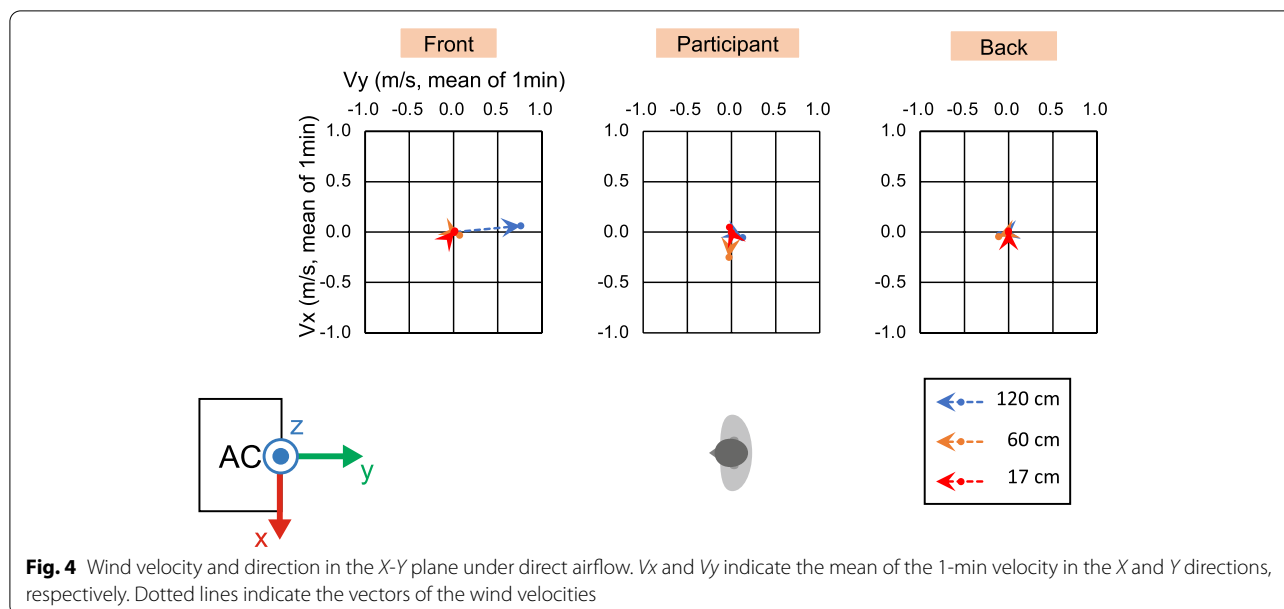 Front Participant Back
Vy (m/s, mean of 1min)
-1.0 -0.5 0.0 0.5 1.0 -1.0 -0.5 0.0 0.5 1.0 -1.0 -0.5 0.0 0.5 1.0
Vx (m/s, mean of 1min)
1.0 1.0 1.0
0.5 0.5 0.5
0.0 0.0 0.0
-0.5 -0.5 -0.5
-1.0 -1.0 -1.0
120 cm
60 cm
17 cm
AC z
y
x
Fig. 4 Wind velocity and direction in the X-Y plane under direct airflow. Vx and Vy indicate the mean of the 1-min velocity in the X and Y directions,
respectively. Dotted lines indicate the vectors of the wind velocities